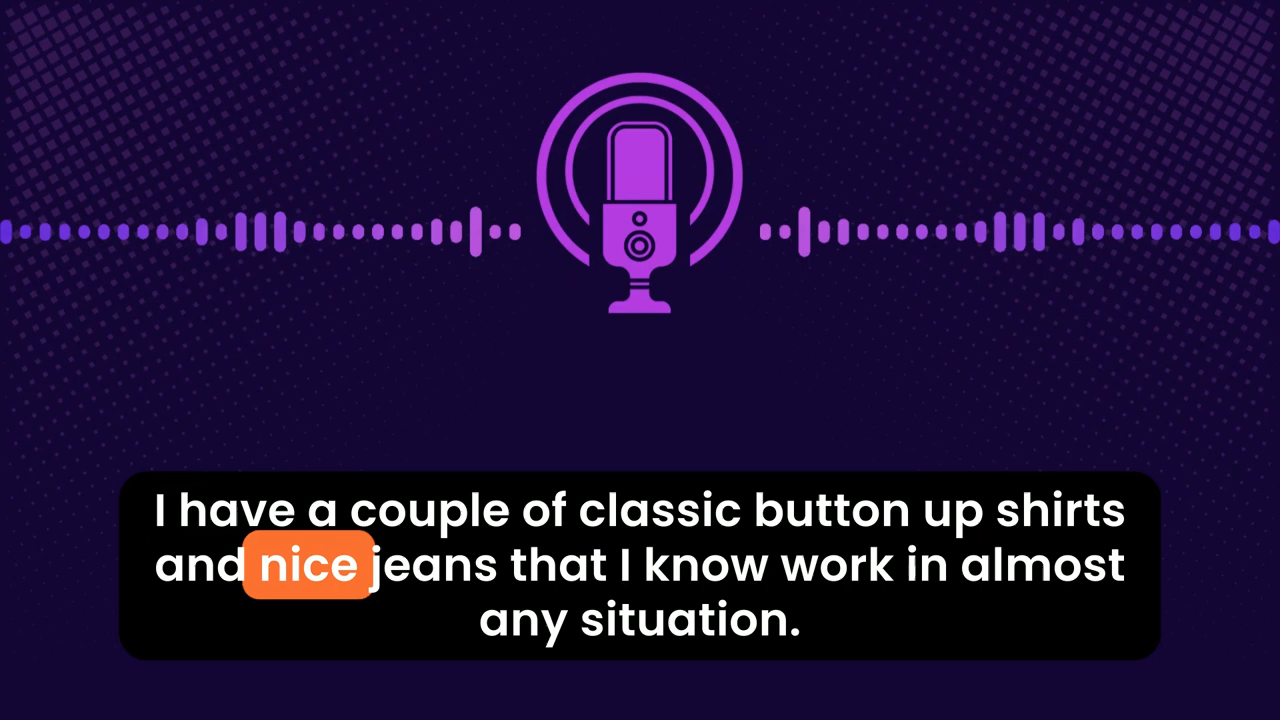 I have a couple of classic button up shirts
and nice jeans that I know work in almost
any situation.